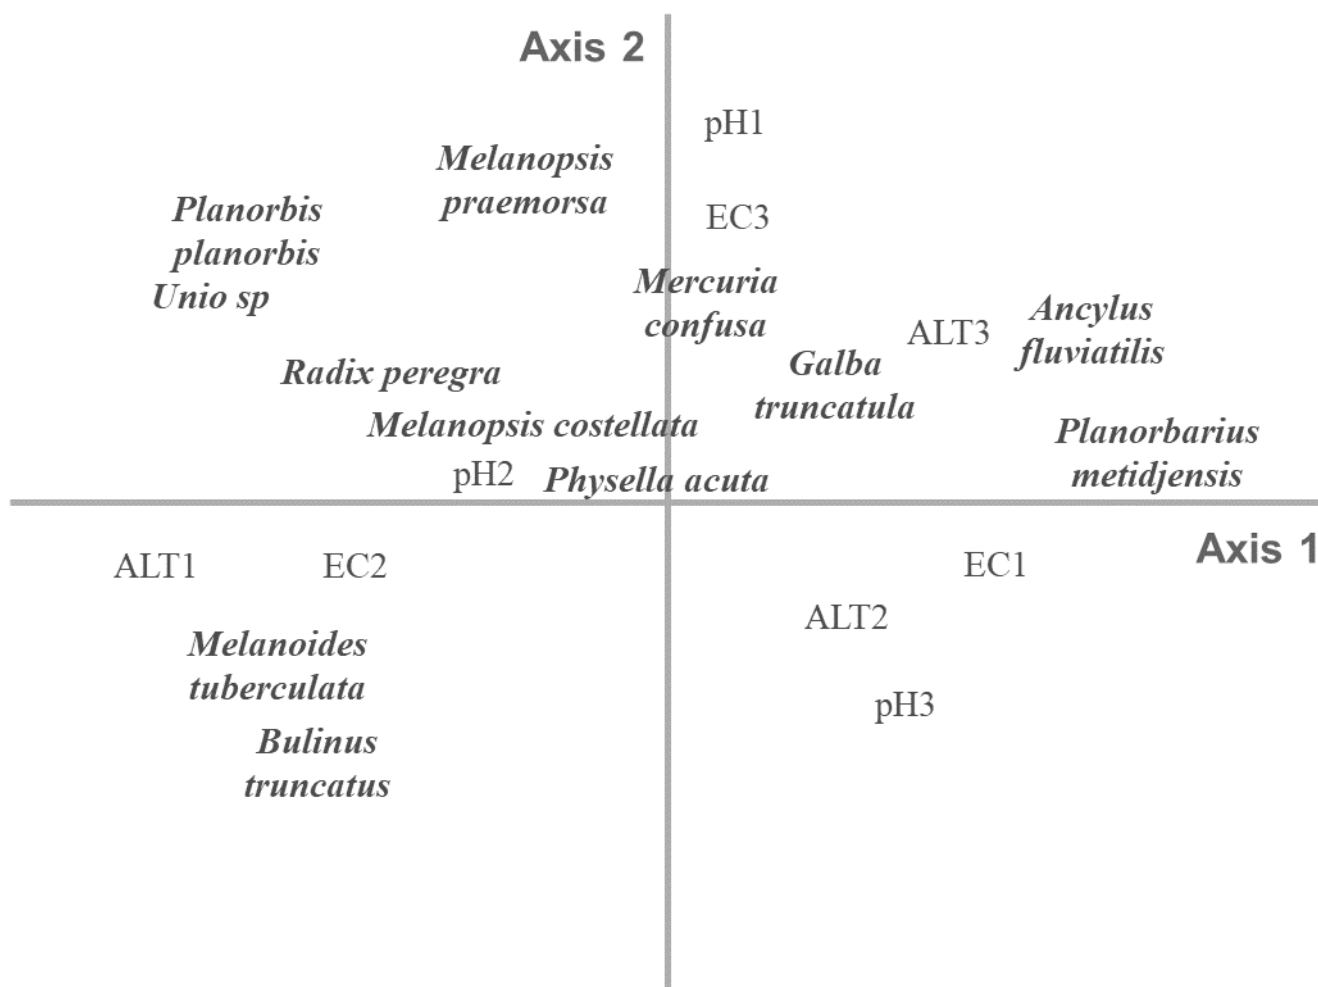 Axis 2
pH1
Melanopsis
praemorsa
Planorbis
planorbis
Unio sp
EC3
Mercuria
confusa
ALT3
Ancylus
fluviatilis
Galba
truncatula
Radix peregra
Melanopsis costellata
Planorbarius
metidjensis
pH2
Physella acuta
Axis 1
ALT1
EC2
EC1
ALT2
Melanoides
tuberculata
pH3
Bulinus
truncatus